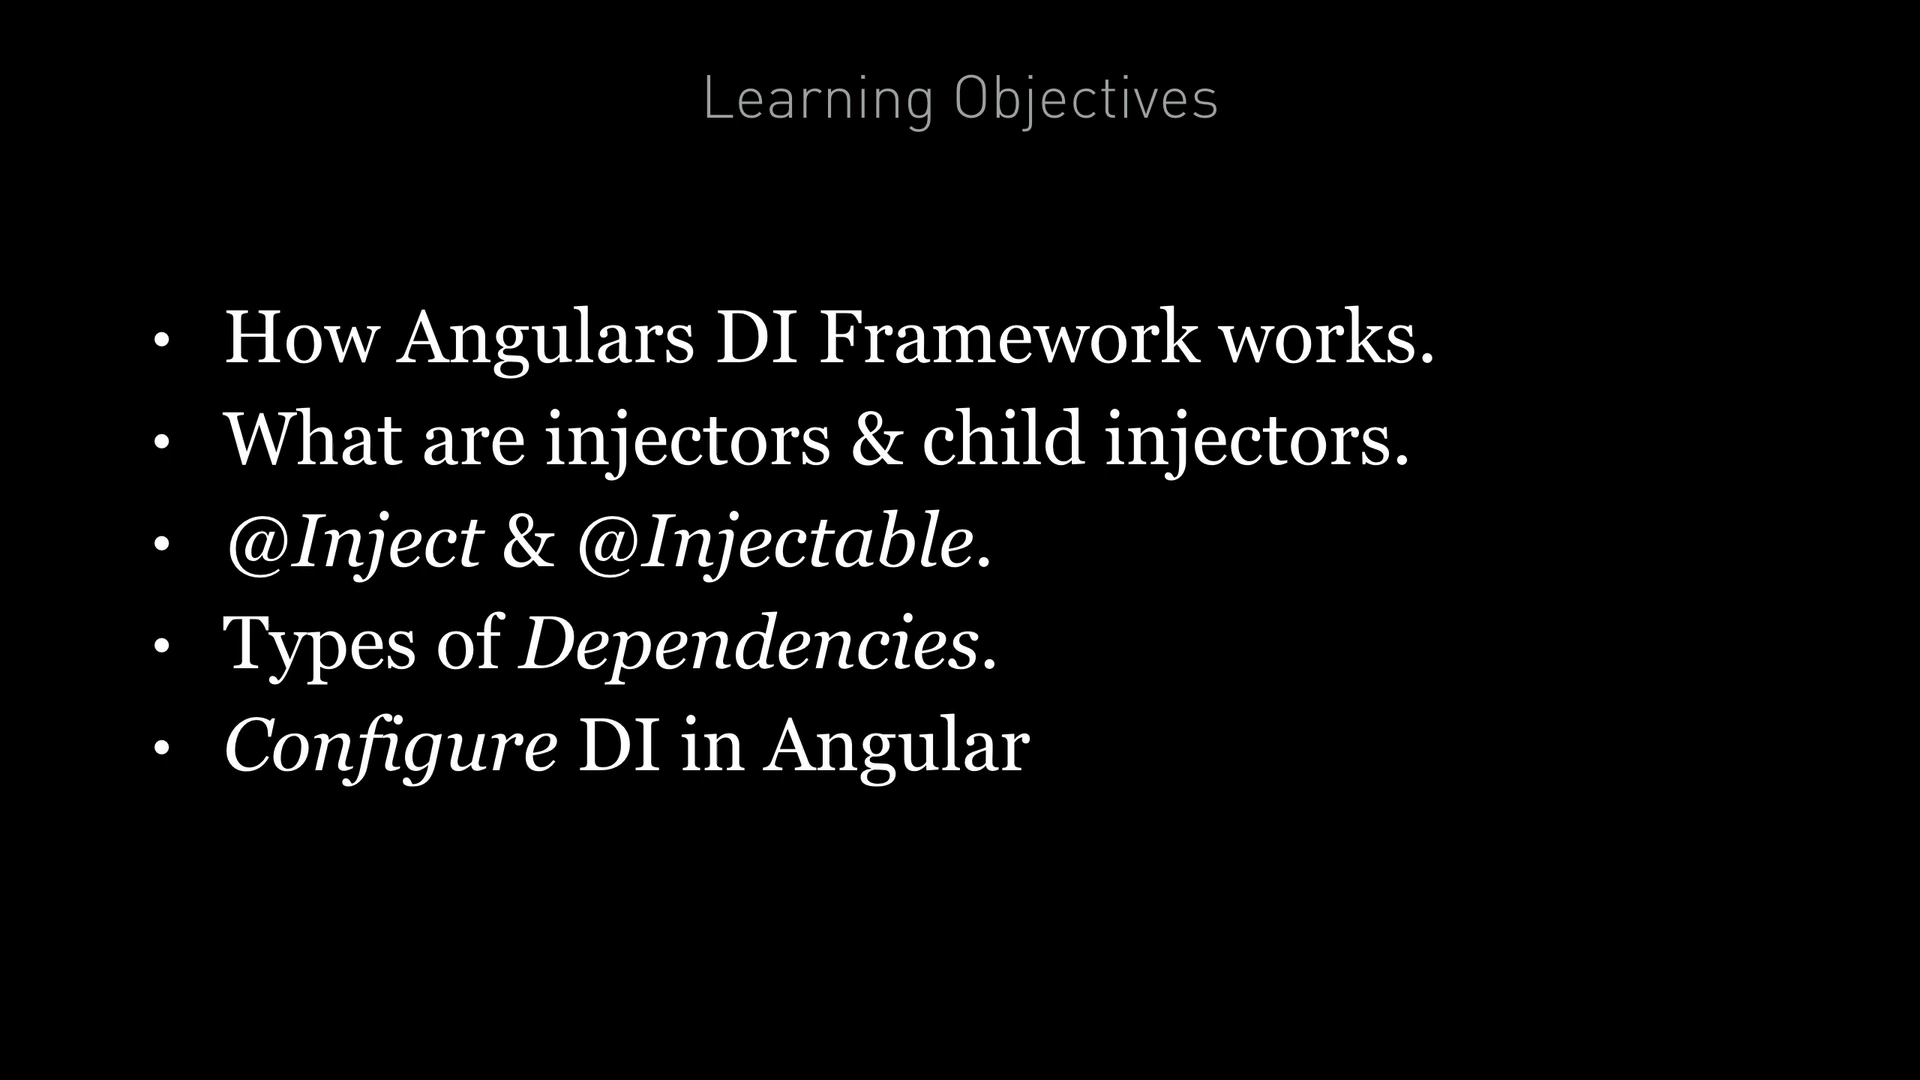 Learning Objectives
• How Angulars DI Framework works.
• What are injectors & child injectors.
• @Inject & @Injectable.
• Types of Dependencies.
• Configure DI in Angular